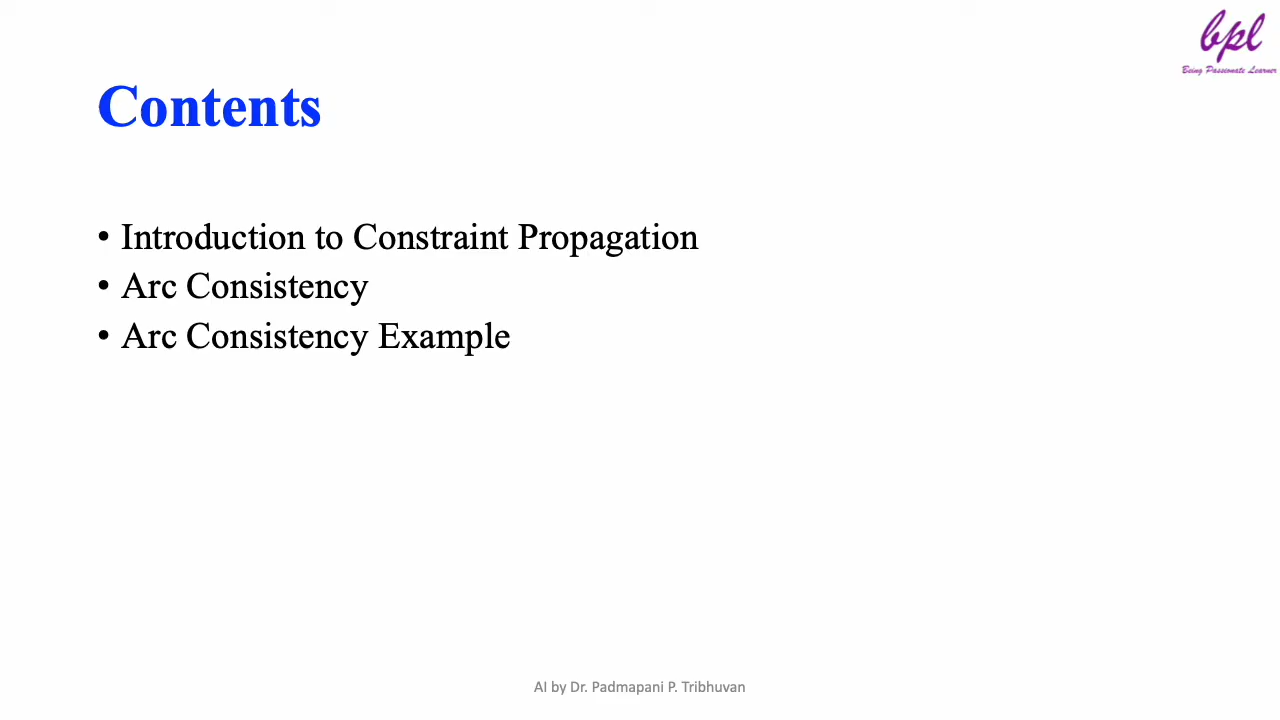 bpl
Being Passionate Learner
Contents
• Introduction to Constraint Propagation
• Arc Consistency
• Arc Consistency Example
AI by Dr. Padmapani P. Tribhuvan